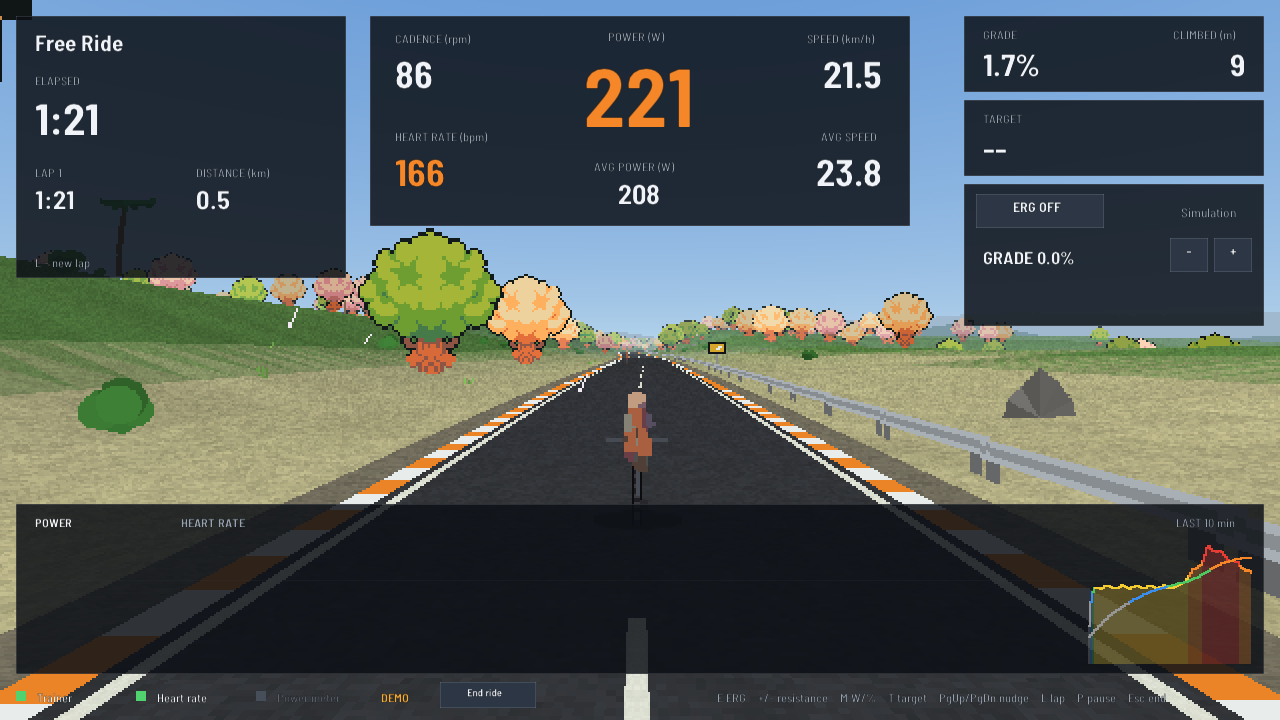 Free Ride
ELAPSED
1:21
LAP 1
DISTANCE (km)
1:21
0.5
L - new lap
CADENCE (rpm)
POWER (W)
SPEED (km/h)
86
221
21.5
HEART RATE (bpm)
AVG SPEED
166
AVG POWER (W)
23.8
208
GRADE
CLIMBED (m)
1.7%
9
TARGET
--
ERG OFF
Simulation
GRADE 0.0%
-
+
POWER
HEART RATE
LAST 10 min
Trainer
Heart rate
Powermeter
DEMO
End ride
E ERG +/- resistance M W/% T target PgUp/PgDn nudge L lap P pause Esc end